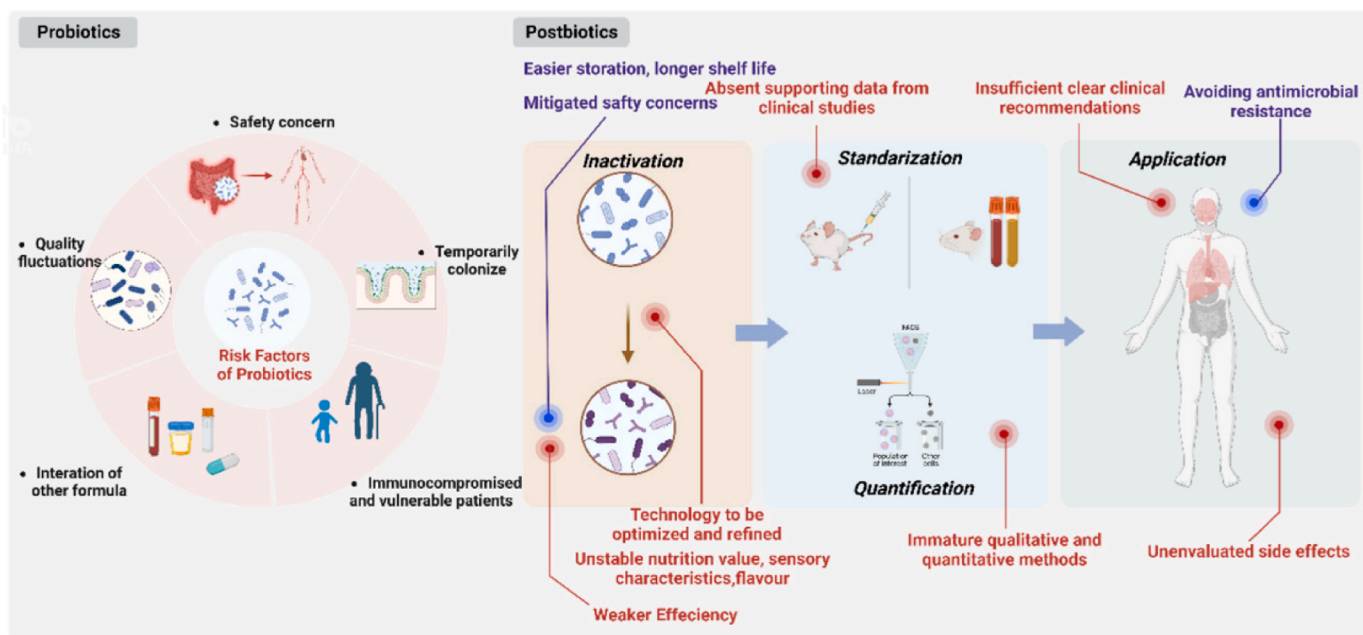 Probiotics
Safety concern
Quality
fluctuations
Temporarily
colonize
Risk Factors
of Probiotics
Interation of
other formula
Immunocompromised
and vulnerable patients
Postbiotics
Easier storation, longer shelf life
Mitigated safty concerns
Absent supporting data from
clinical studies
Insufficient clear clinical
recommendations
Avoiding antimicrobial
resistance
Inactivation
Standarization
Application
FACS
Laser
Population
of interest
Other
cells
Quantification
Technology to be
optimized and refined
Unstable nutrition value, sensory
characteristics,flavour
Weaker Effeciency
Immature qualitative and
quantitative methods
Unenvaluated side effects